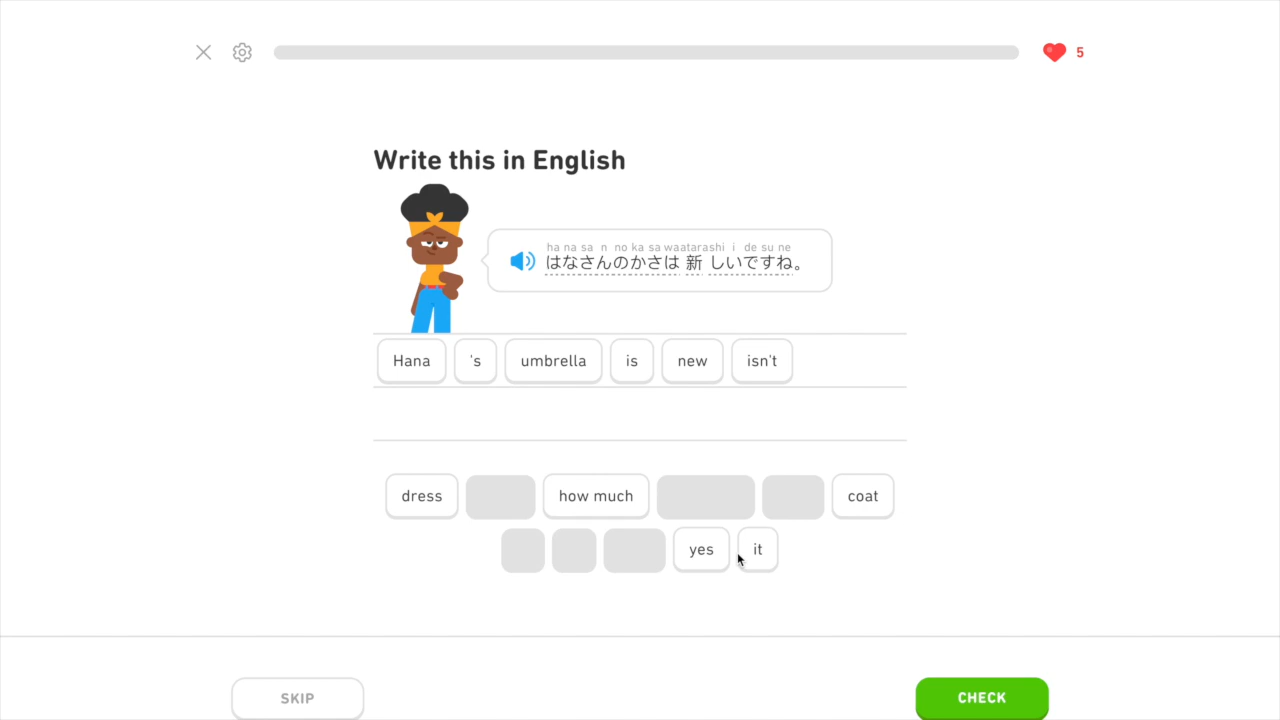 5
Write this in English
ha na sa n no ka sa waatarashi i de su ne
はなさんのかさは 新 しいですね。
Hana 's umbrella is new isn't
dress how much coat
yes it
SKIP CHECK